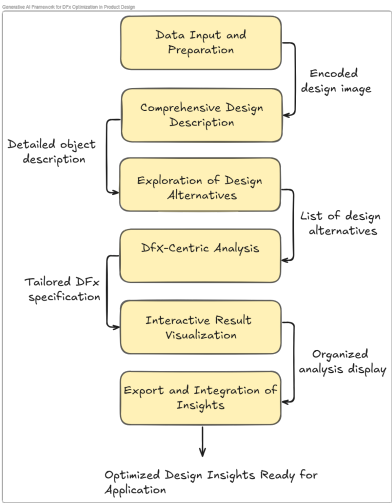 Generative AI Framework for DFx Optimization in Product Design
Data Input and
Preparation
Encoded
design image
Comprehensive Design
Description
Detailed object
description
Exploration of Design
Alternatives
List of design
alternatives
DfX-Centric Analysis
Tailored DFx
specification
Interactive Result
Visualization
Organized
analysis display
Export and Integration of
Insights
Optimized Design Insights Ready for
Application